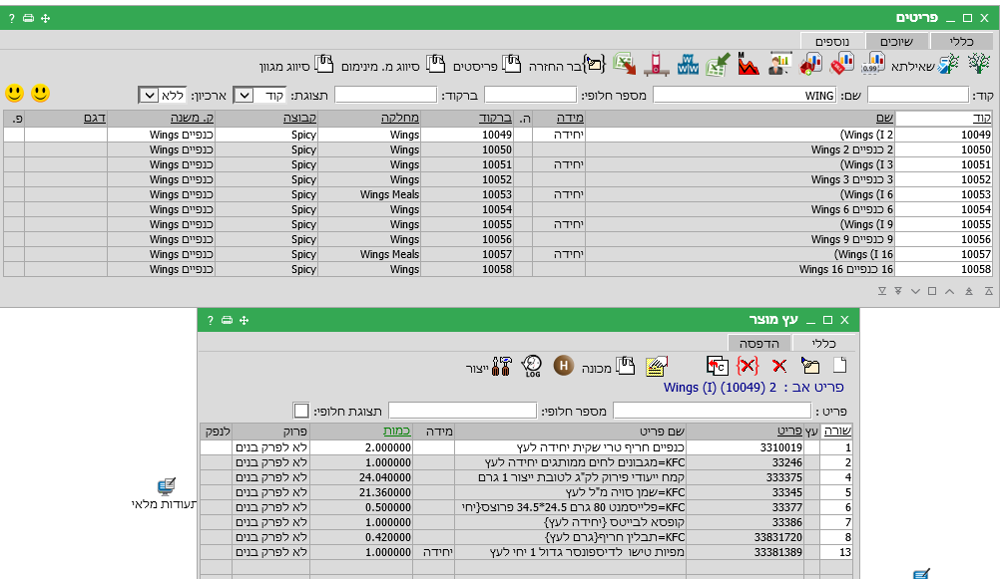 פריטים
כללי שיוכים נוספים
שאילתא בר החזרה פריסטים סיווג מ. מינימום סיווג מגוון
קוד: שם: WING מספר חלופי: ברקוד: תצוגת: קוד ארכיון: ללא
קוד שם מידה ה. ברקוד מחלקה קבוצה ק. משנה דגם פ.
10049 Wings (I 2) יחידה 10049 Wings Spicy כנפיים Wings
10050 2 כנפיים Wings 2 10050 Wings Spicy כנפיים Wings
10051 Wings (I 3) יחידה 10051 Wings Spicy כנפיים Wings
10052 3 כנפיים Wings 3 10052 Wings Spicy כנפיים Wings
10053 Wings (I 6) יחידה 10053 Wings Meals Spicy כנפיים Wings
10054 6 כנפיים Wings 6 10054 Wings Spicy כנפיים Wings
10055 Wings (I 9) יחידה 10055 Wings Spicy כנפיים Wings
10056 9 כנפיים Wings 9 10056 Wings Spicy כנפיים Wings
10057 Wings (I 16) יחידה 10057 Wings Meals Spicy כנפיים Wings
10058 16 כנפיים Wings 16 10058 Wings Spicy כנפיים Wings
עץ מוצר
כללי הדפסה
מכונה H LOG ייצור
פריט אב : 2 Wings (I) (10049)
פריט : מספר חלופי: תצוגת חלופי:
שורה עץ פריט שם פריט מידה כמות פרוק לנפק
1 3310019 כנפיים חריף טרי שקית יחידה לעץ 2.000000 לא לפרק בנים
2 33246 KFC=מגבונים לחים ממותגים יחידה לעץ 1.000000 לא לפרק בנים
4 333375 קמח ייעודי פירוק לק"ג לטובת ייצור 1 גרם 24.040000 לא לפרק בנים
5 33345 KFC=שמן סויה מ"ל לעץ 21.360000 לא לפרק בנים
6 33377 KFC=פלייסמנט 80 גרם 24.5*34.5 פרוצס{יחי 0.500000 לא לפרק בנים
7 33386 קופסא לבייטס {יחידה לעץ} 1.000000 לא לפרק בנים
8 33831720 KFC=תבלין חריף{גרם לעץ} 0.420000 לא לפרק בנים
13 33381389 מפיות טישו לדיספונסר גדול 1 יחי לעץ יחידה 1.000000 לא לפרק בנים
תעודות מלאי